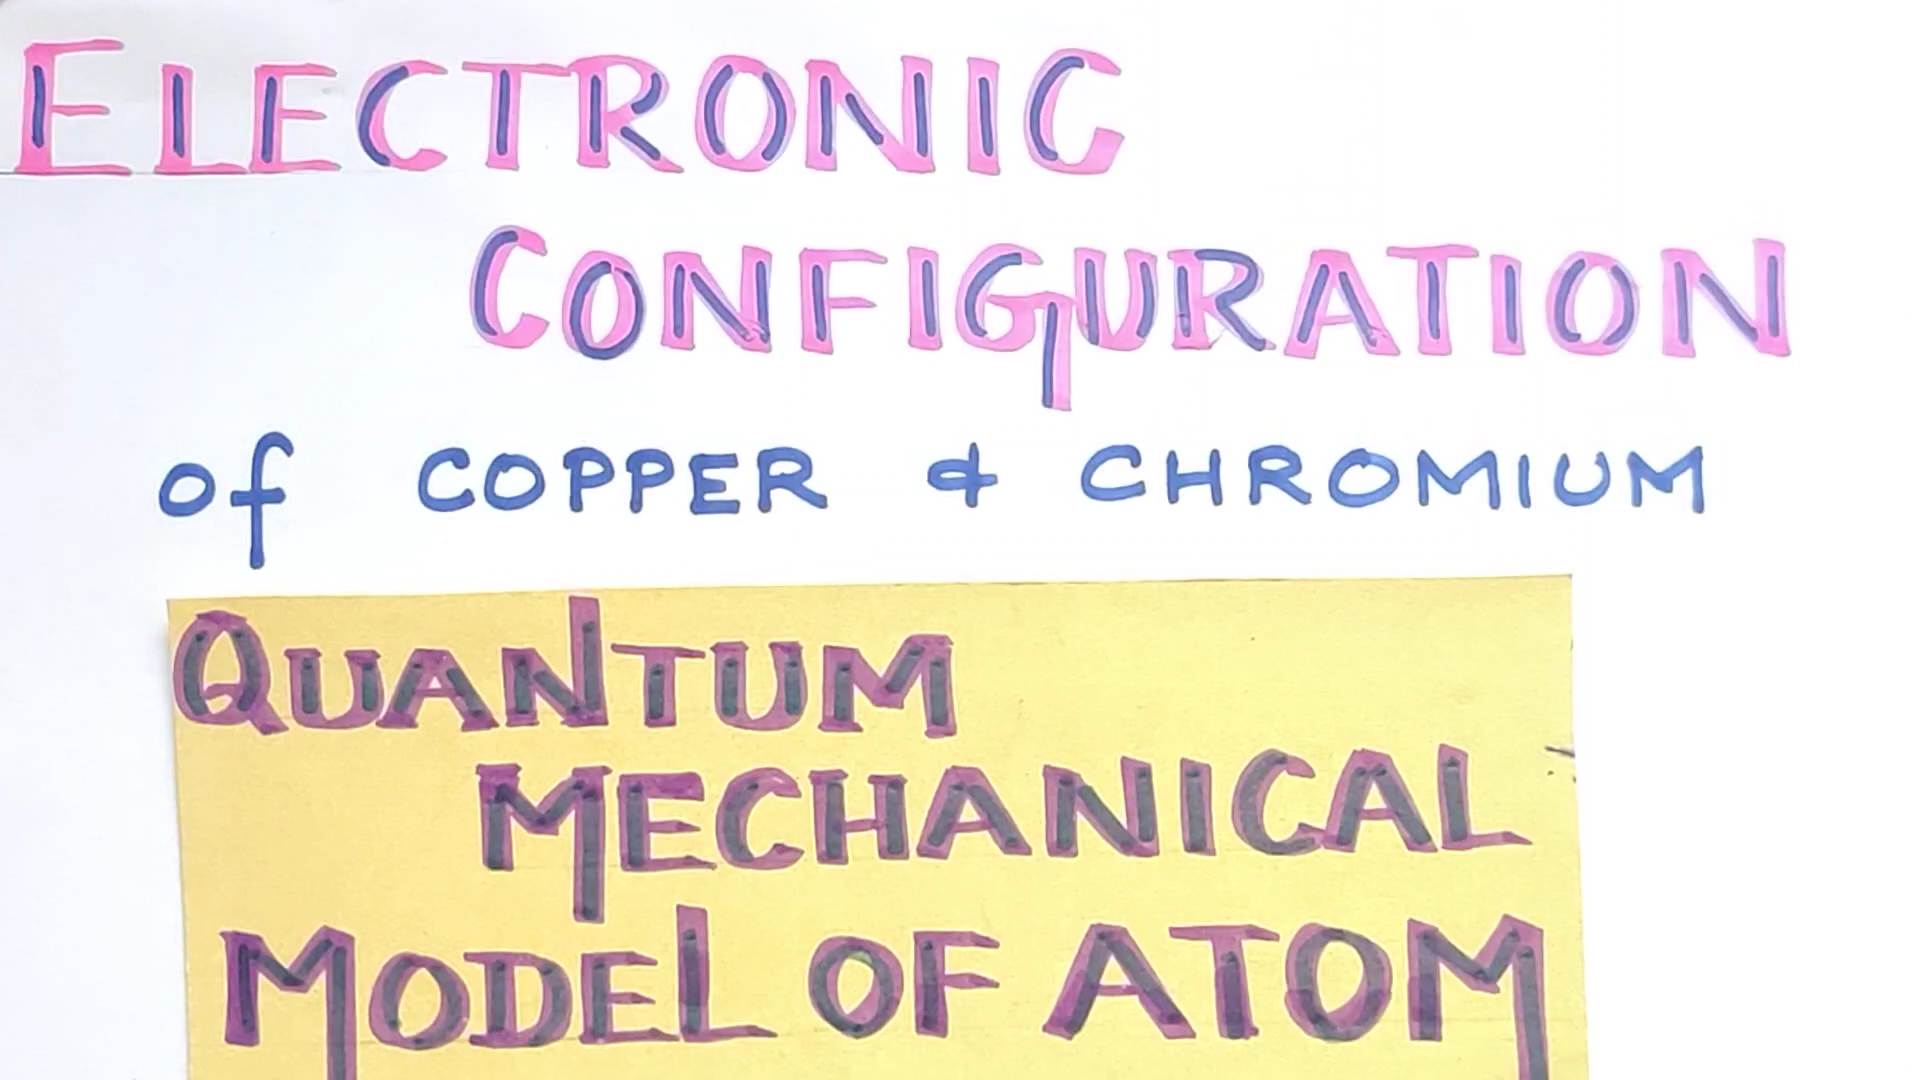 ELECTRONIC
CONFIGURATION
of COPPER & CHROMIUM
QUANTUM
MECHANICAL
MODEL OF ATOM